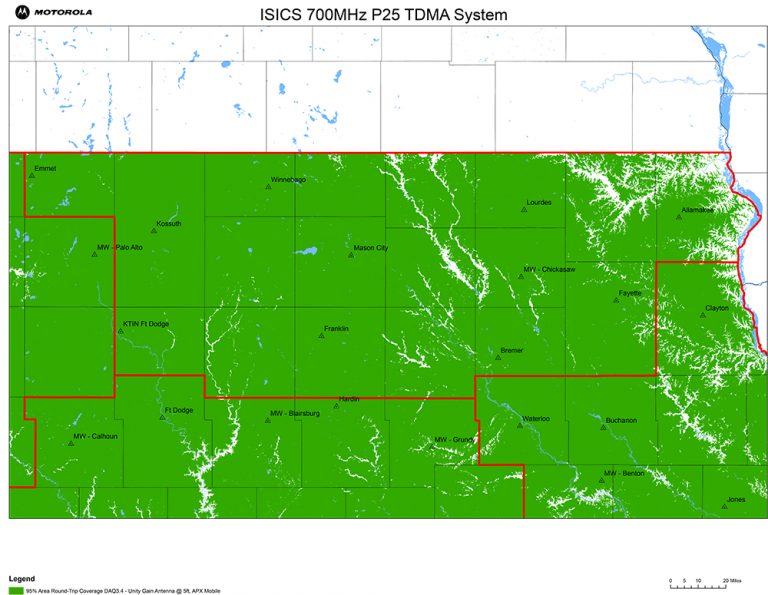 MOTOROLA
ISICS 700MHz P25 TDMA System
Emmet
Winnebago
Lourdes
Allamakee
Kossuth
MW - Palo Alto
Mason City
MW - Chickasaw
Fayette
Clayton
KTIN Ft Dodge
Franklin
Bremer
Hardin
Ft Dodge
MW - Blairsburg
Waterloo
Buchanon
MW - Calhoun
MW - Grundy
MW - Benton
Jones
Legend
95% Area Round-Trip Coverage DAQ3.4 - Unity Gain Antenna @ 5ft, APX Mobile
0 5 10 20 Miles